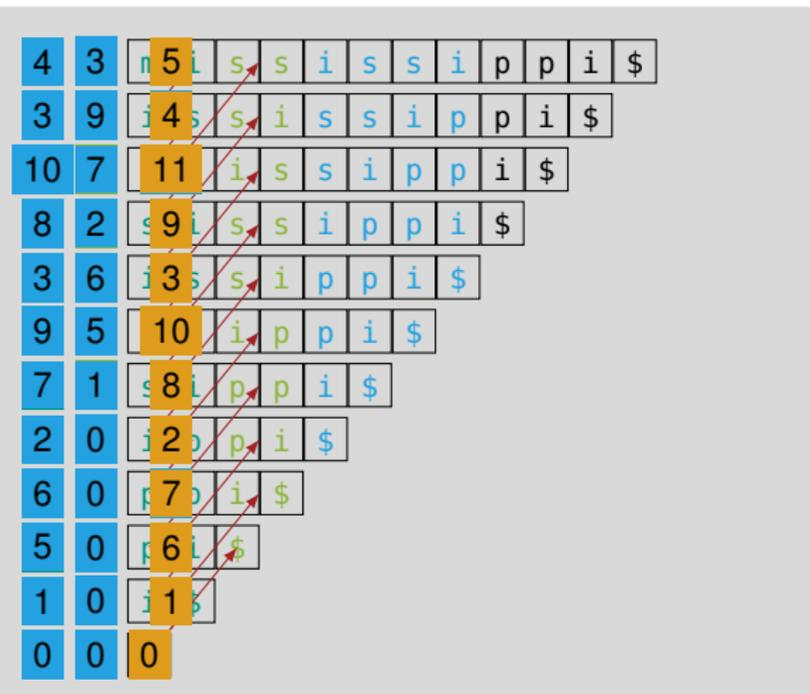 4 3 m 5 i s s i s s i p p i $
3 9 i 4 s s i s s i p p i $
10 7 11 i s s i p p i $
8 2 s 9 i s s i p p i $
3 6 i 3 s s i p p i $
9 5 10 i p p i $
7 1 s 8 i p p i $
2 0 i 2 p p i $
6 0 p 7 p i $
5 0 p 6 i $
1 0 i 1 $
0 0 0